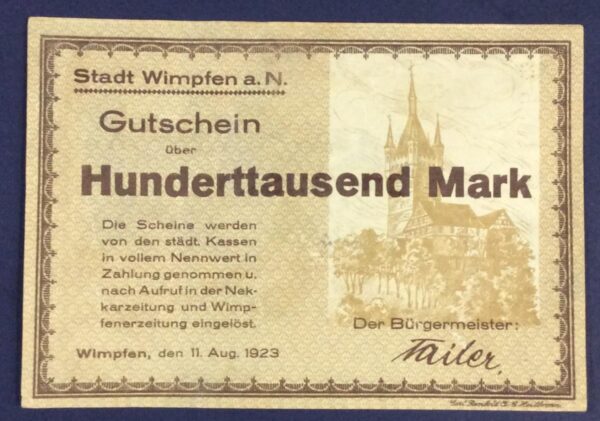 Stadt Wimpfen a. N.
Gutschein
über
Hunderttausend Mark
Die Scheine werden
von den städt. Kassen
in vollem Nennwert in
Zahlung genommen u.
nach Aufruf in der Nek-
karzeitung und Wimp-
fenerzeitung eingelöst.
Wimpfen, den 11. Aug. 1923
Der Bürgermeister: